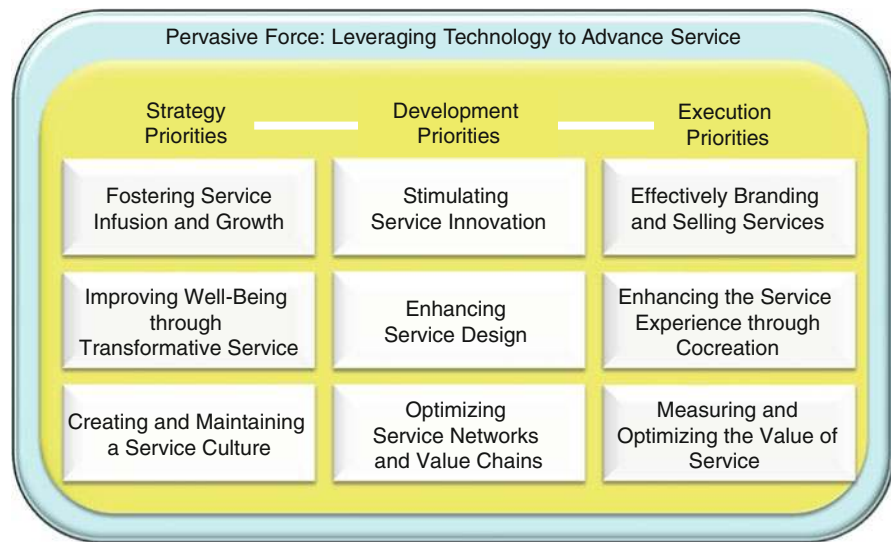 Pervasive Force: Leveraging Technology to Advance Service
Strategy
Priorities
Development
Priorities
Execution
Priorities
Fostering Service
Infusion and Growth
Stimulating
Service Innovation
Effectively Branding
and Selling Services
Improving Well-Being
through
Transformative Service
Enhancing
Service Design
Enhancing the Service
Experience through
Cocreation
Creating and Maintaining
a Service Culture
Optimizing
Service Networks
and Value Chains
Measuring and
Optimizing the Value of
Service